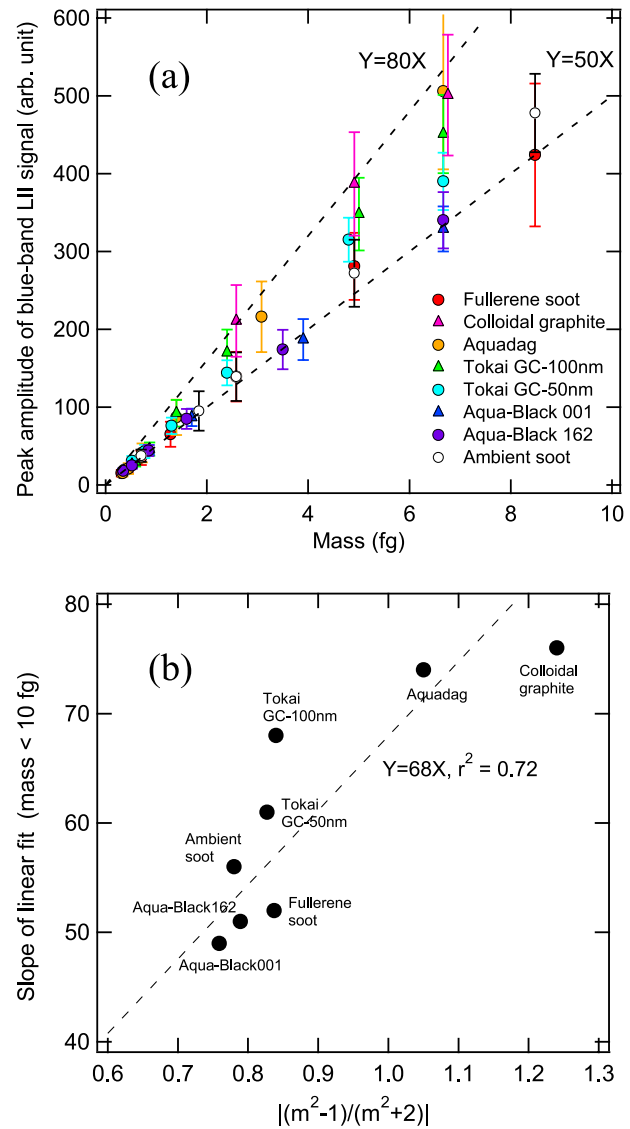 600
500
400
300
200
100
0
Peak amplitude of blue-band LII signal (arb. unit)
(a)
Y=80X
Y=50X
Fullerene soot
Colloidal graphite
Aquadag
Tokai GC-100nm
Tokai GC-50nm
Aqua-Black 001
Aqua-Black 162
Ambient soot
0 2 4 6 8 10
Mass (fg)
80
70
60
50
40
Slope of linear fit (mass < 10 fg)
(b)
Colloidal
graphite
Aquadag
Tokai
GC-100nm
Y=68X, r² = 0.72
Tokai
GC-50nm
Ambient
soot
Aqua-Black162
Fullerene
soot
Aqua-Black001
0.6 0.7 0.8 0.9 1.0 1.1 1.2 1.3
|(m²-1)/(m²+2)|